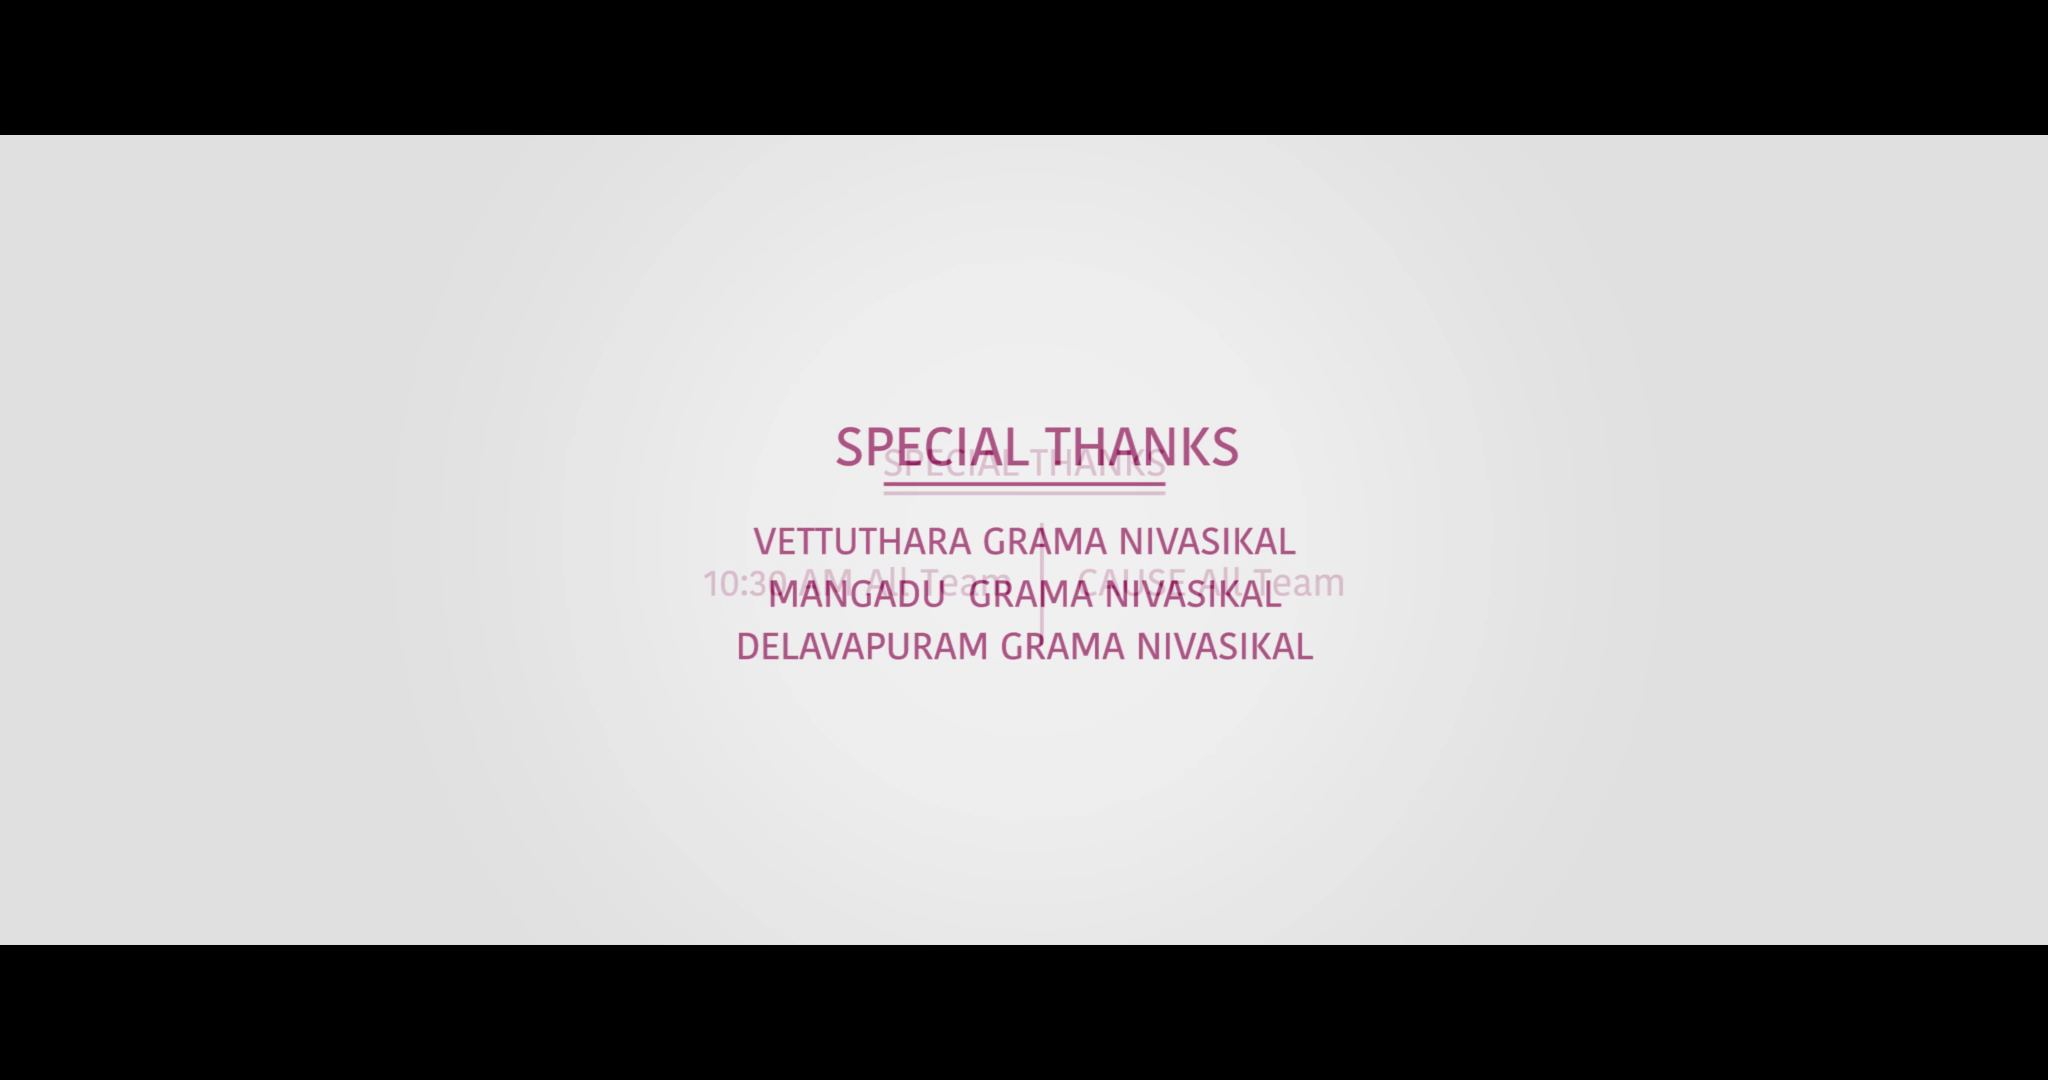 SPECIAL THANKS
SPECIAL THANKS
VETTUTHARA GRAMA NIVASIKAL
10:30 AM All Team | CAUSE All Team
MANGADU GRAMA NIVASIKAL
DELAVAPURAM GRAMA NIVASIKAL